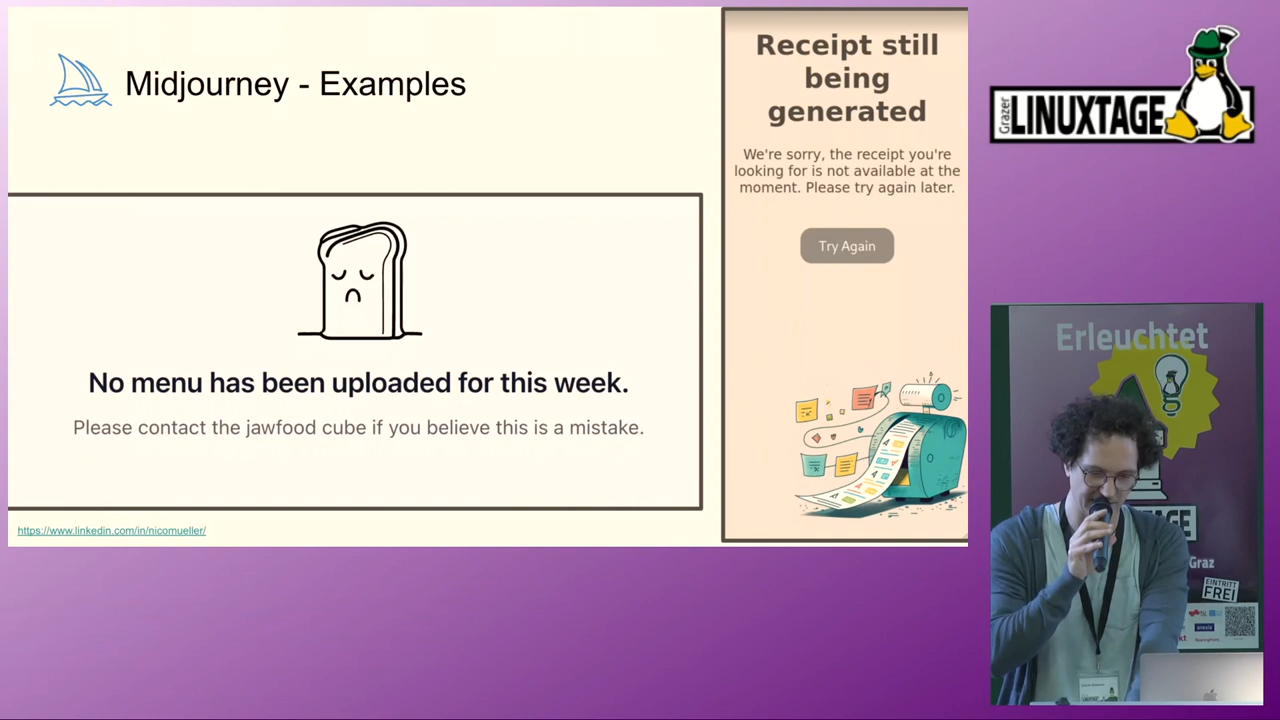 Midjourney - Examples
No menu has been uploaded for this week.
Please contact the jawfood cube if you believe this is a mistake.
https://www.linkedin.com/in/nicomueller/
Receipt still
being
generated
We're sorry, the receipt you're
looking for is not available at the
moment. Please try again later.
Try Again
Grazer
LINUXTAGE
Erleuchtet
AGE
Graz
EINTRITT
FREI